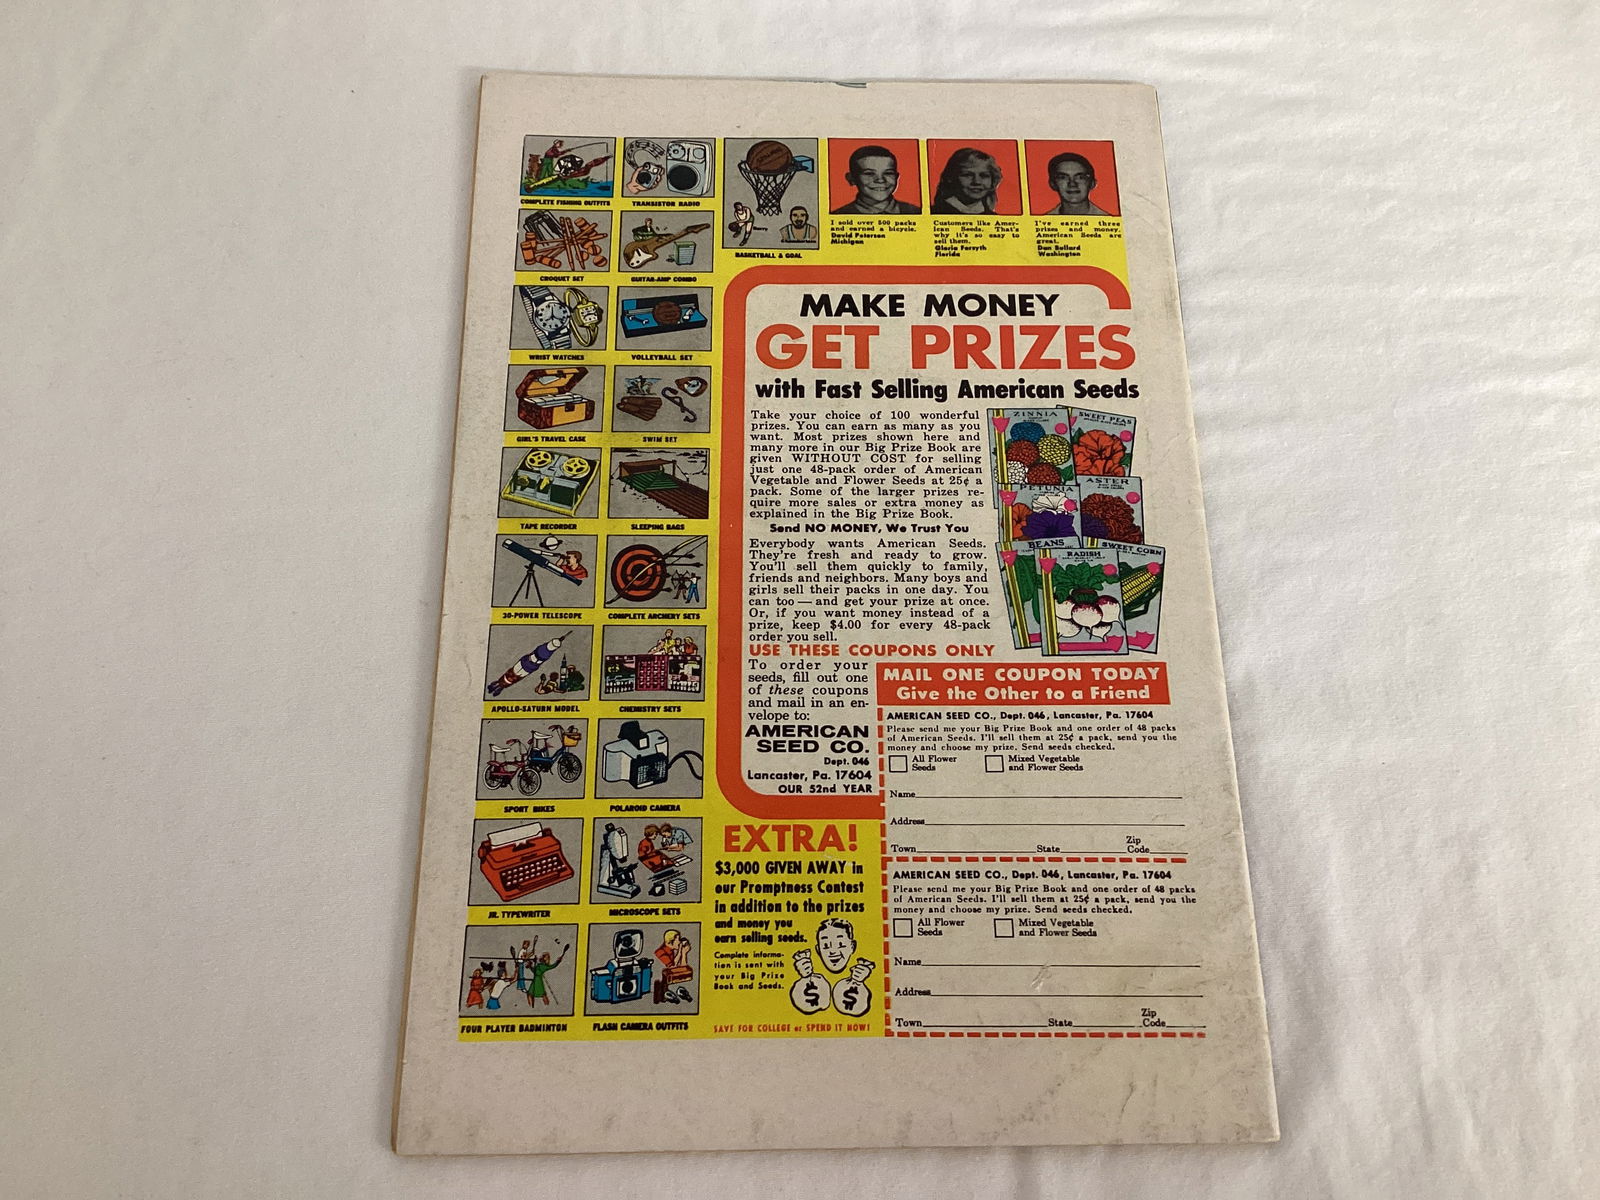 COMPLETE FISHING OUTFITS
TRANSISTOR RADIO
CROQUET SET
GUITAR-AMP COMBO
BASKETBALL & GOAL
WRIST WATCHES
VOLLEYBALL SET
GIRL'S TRAVEL CASE
SWIM SET
TAPE RECORDER
SLEEPING BAGS
30-POWER TELESCOPE
COMPLETE ARCHERY SETS
APOLLO-SATURN MODEL
CHEMISTRY SETS
SPORT BIKES
POLAROID CAMERA
JR. TYPEWRITER
MICROSCOPE SETS
FOUR PLAYER BADMINTON
FLASH CAMERA OUTFITS
I sold over 500 packs
and earned a bicycle.
David Peterson
Michigan
Customers like Amer-
ican Seeds. That's
why it's so easy to
sell them.
Gloria Forsyth
Florida
I've earned three
prizes and money.
American Seeds are
great.
Dan Ballard
Washington
MAKE MONEY
GET PRIZES
with Fast Selling American Seeds
Take your choice of 100 wonderful
prizes. You can earn as many as you
want. Most prizes shown here and
many more in our Big Prize Book are
given WITHOUT COST for selling
just one 48-pack order of American
Vegetable and Flower Seeds at 25¢ a
pack. Some of the larger prizes re-
quire more sales or extra money as
explained in the Big Prize Book.
Send NO MONEY, We Trust You
Everybody wants American Seeds.
They're fresh and ready to grow.
You'll sell them quickly to family,
friends and neighbors. Many boys and
girls sell their packs in one day. You
can too — and get your prize at once.
Or, if you want money instead of a
prize, keep $4.00 for every 48-pack
order you sell.
ZINNIA
SWEET PEAS
PETUNIA
ASTER
BEANS
RADISH
SWEET CORN
USE THESE COUPONS ONLY
To order your
seeds, fill out one
of these coupons
and mail in an en-
velope to:
AMERICAN
SEED CO.
Dept. 046
Lancaster, Pa. 17604
OUR 52nd YEAR
MAIL ONE COUPON TODAY
Give the Other to a Friend
AMERICAN SEED CO., Dept. 046, Lancaster, Pa. 17604
Please send me your Big Prize Book and one order of 48 packs
of American Seeds. I'll sell them at 25¢ a pack, send you the
money and choose my prize. Send seeds checked.
All Flower
Seeds
Mixed Vegetable
and Flower Seeds
Name
Address
Town State Zip Code
AMERICAN SEED CO., Dept. 046, Lancaster, Pa. 17604
Please send me your Big Prize Book and one order of 48 packs
of American Seeds. I'll sell them at 25¢ a pack, send you the
money and choose my prize. Send seeds checked.
All Flower
Seeds
Mixed Vegetable
and Flower Seeds
Name
Address
Town State Zip Code
EXTRA!
$3,000 GIVEN AWAY in
our Promptness Contest
in addition to the prizes
and money you
earn selling seeds.
Complete informa-
tion is sent with
your Big Prize
Book and Seeds.
$ $
SAVE FOR COLLEGE or SPEND IT NOW!